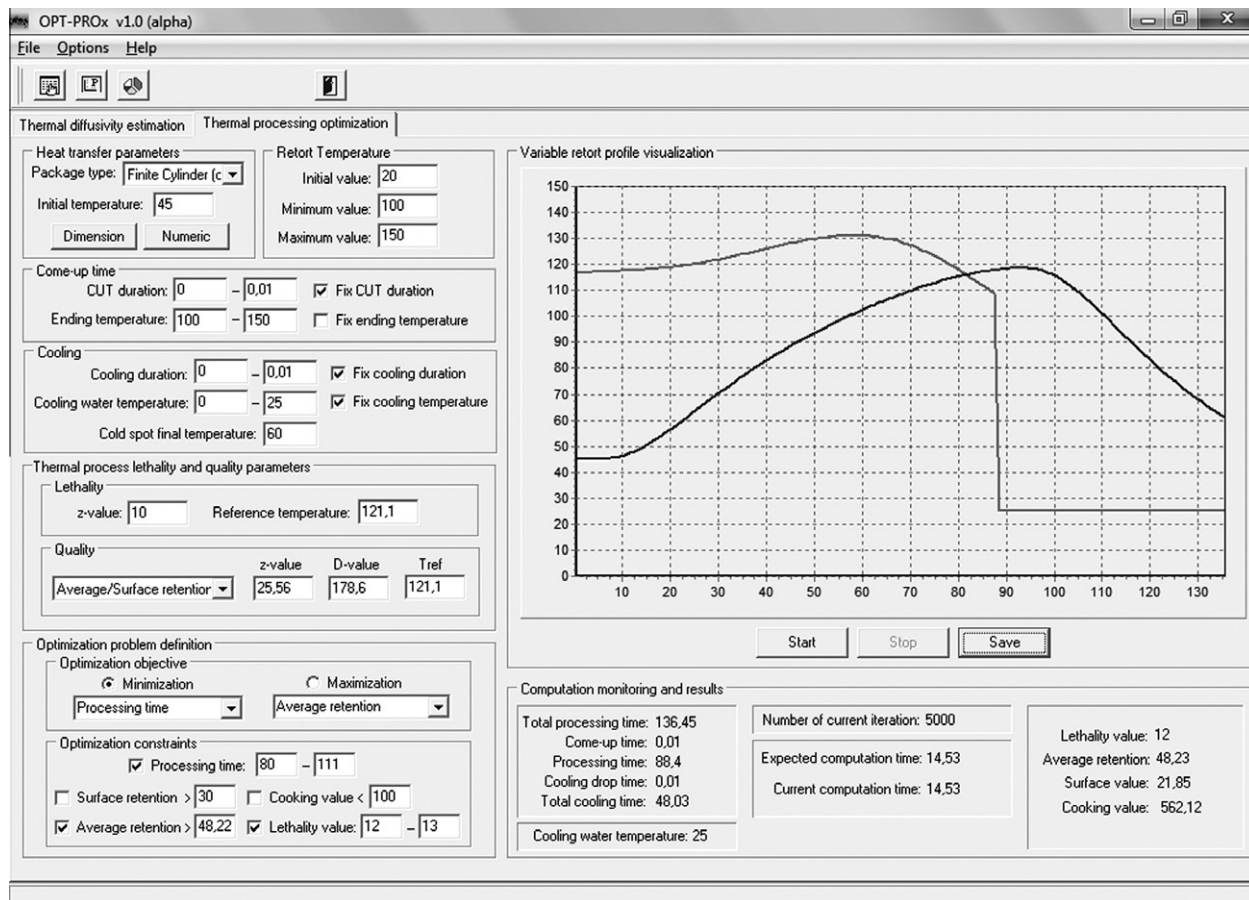 OPT-PROx v1.0 (alpha)
File Options Help
Thermal diffusivity estimation Thermal processing optimization
Heat transfer parameters
Package type: Finite Cylinder (c
Initial temperature: 45
Dimension Numeric
Retort Temperature
Initial value: 20
Minimum value: 100
Maximum value: 150
Come-up time
CUT duration: 0 – 0,01 Fix CUT duration
Ending temperature: 100 – 150 Fix ending temperature
Cooling
Cooling duration: 0 – 0,01 Fix cooling duration
Cooling water temperature: 0 – 25 Fix cooling temperature
Cold spot final temperature: 60
Thermal process lethality and quality parameters
Lethality
z-value: 10 Reference temperature: 121,1
Quality
z-value D-value Tref
Average/Surface retention 25,56 178,6 121,1
Optimization problem definition
Optimization objective
Minimization Maximization
Processing time Average retention
Optimization constraints
Processing time: 80 – 111
Surface retention > 30 Cooking value < 100
Average retention > 48,22 Lethality value: 12 – 13
Variable retort profile visualization
150
140
130
120
110
100
90
80
70
60
50
40
30
20
10
0
10 20 30 40 50 60 70 80 90 100 110 120 130
Start Stop Save
Computation monitoring and results
Total processing time: 136,45
Come-up time: 0,01
Processing time: 88,4
Cooling drop time: 0,01
Total cooling time: 48,03
Cooling water temperature: 25
Number of current iteration: 5000
Expected computation time: 14,53
Current computation time: 14,53
Lethality value: 12
Average retention: 48,23
Surface value: 21,85
Cooking value: 562,12